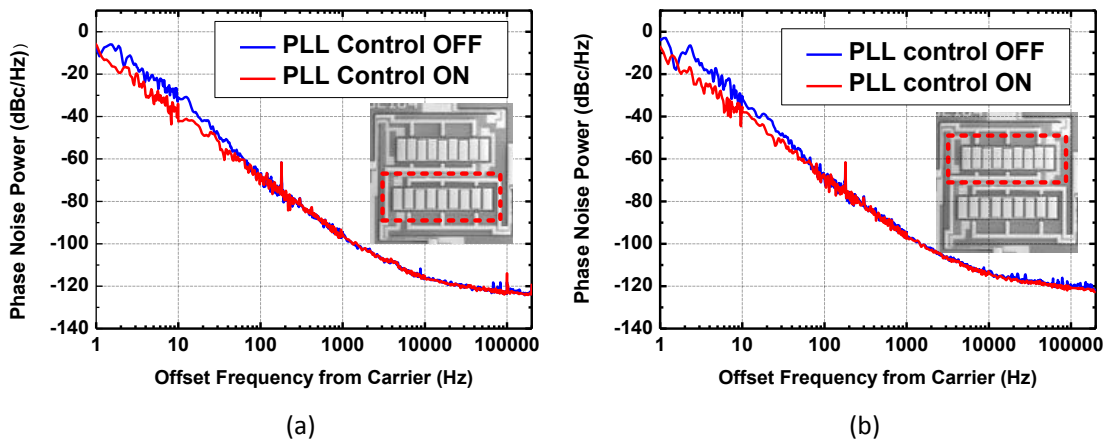 PLL Control OFF
PLL Control ON
0
-20
-40
-60
-80
-100
-120
-140
1 10 100 1000 10000 100000
Phase Noise Power (dBc/Hz))
Offset Frequency from Carrier (Hz)
(a)
PLL control OFF
PLL control ON
0
-20
-40
-60
-80
-100
-120
-140
1 10 100 1000 10000 100000
Phase Noise Power (dBc/Hz)
Offset Frequency from Carrier (Hz)
(b)